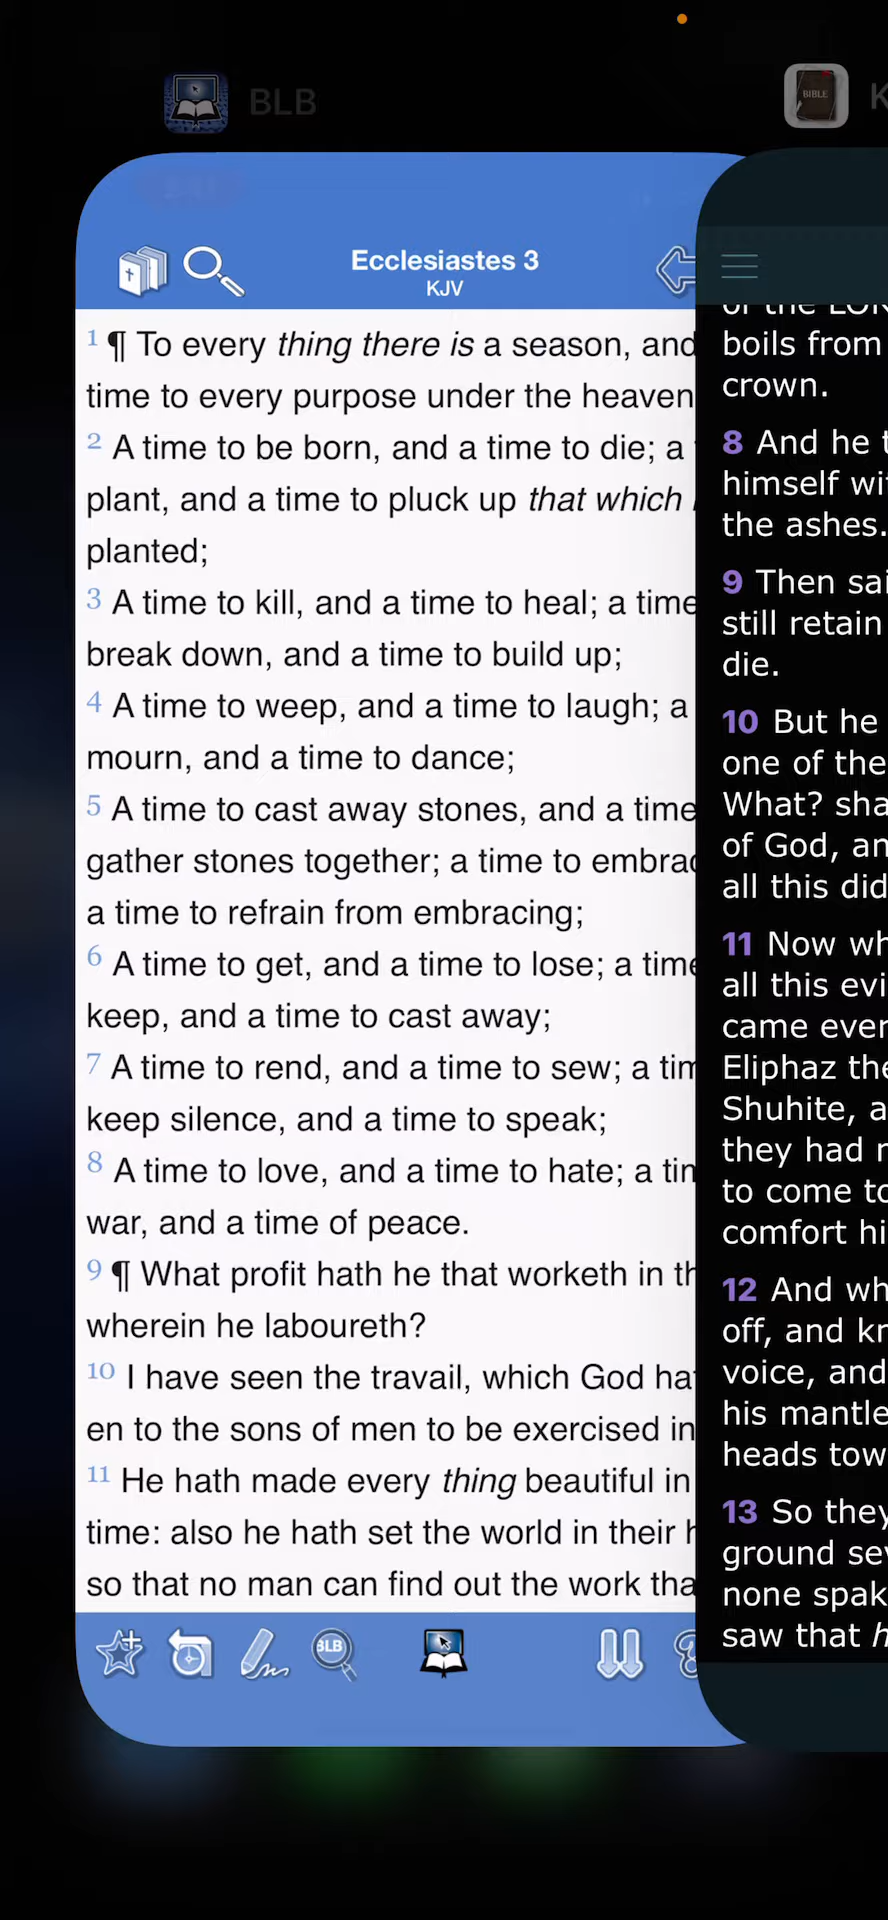 BLB
K
Ecclesiastes 3
KJV
1 ¶ To every thing there is a season, and
time to every purpose under the heaven
2 A time to be born, and a time to die; a
plant, and a time to pluck up that which
planted;
3 A time to kill, and a time to heal; a time
break down, and a time to build up;
4 A time to weep, and a time to laugh; a
mourn, and a time to dance;
5 A time to cast away stones, and a time
gather stones together; a time to embrac
a time to refrain from embracing;
6 A time to get, and a time to lose; a time
keep, and a time to cast away;
7 A time to rend, and a time to sew; a tim
keep silence, and a time to speak;
8 A time to love, and a time to hate; a tim
war, and a time of peace.
9 ¶ What profit hath he that worketh in th
wherein he laboureth?
10 I have seen the travail, which God hat
en to the sons of men to be exercised in
11 He hath made every thing beautiful in
time: also he hath set the world in their h
so that no man can find out the work tha
BLB
BIBLE
of the LOR
boils from
crown.
8 And he t
himself wi
the ashes.
9 Then sai
still retain
die.
10 But he
one of the
What? sha
of God, an
all this did
11 Now wh
all this evi
came ever
Eliphaz the
Shuhite, a
they had r
to come to
comfort hi
12 And wh
off, and kn
voice, and
his mantle
heads tow
13 So they
ground sev
none spak
saw that h